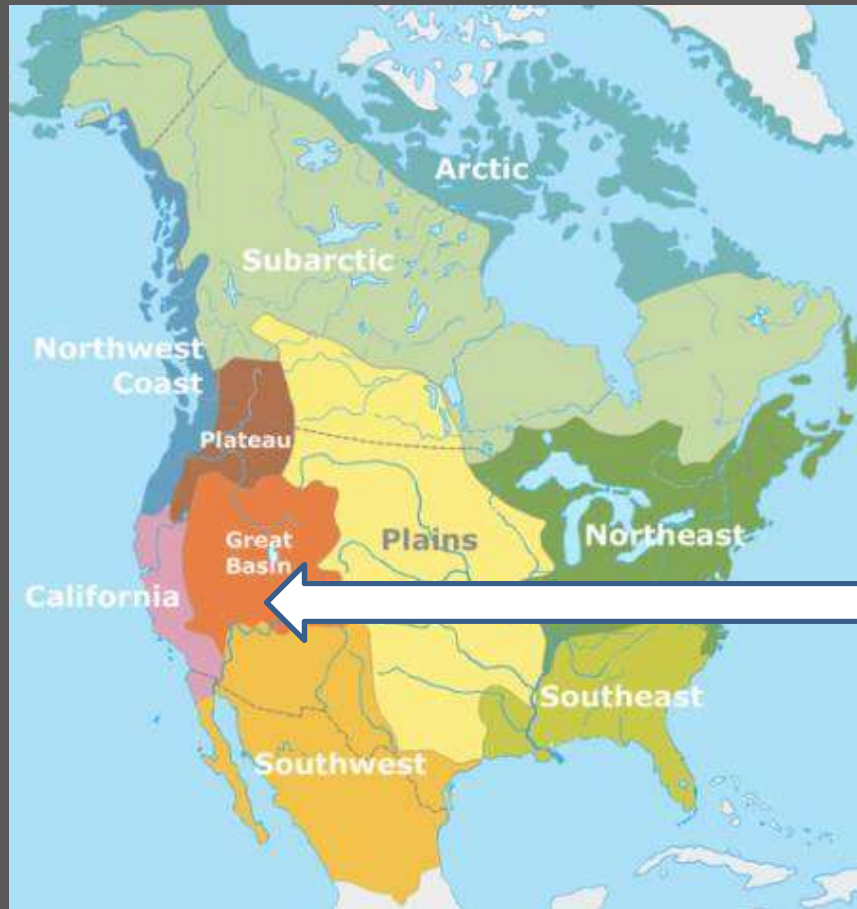 Arctic
Subarctic
Northwest
Coast
Plateau
Great
Basin
Plains
Northeast
California
Southeast
Southwest